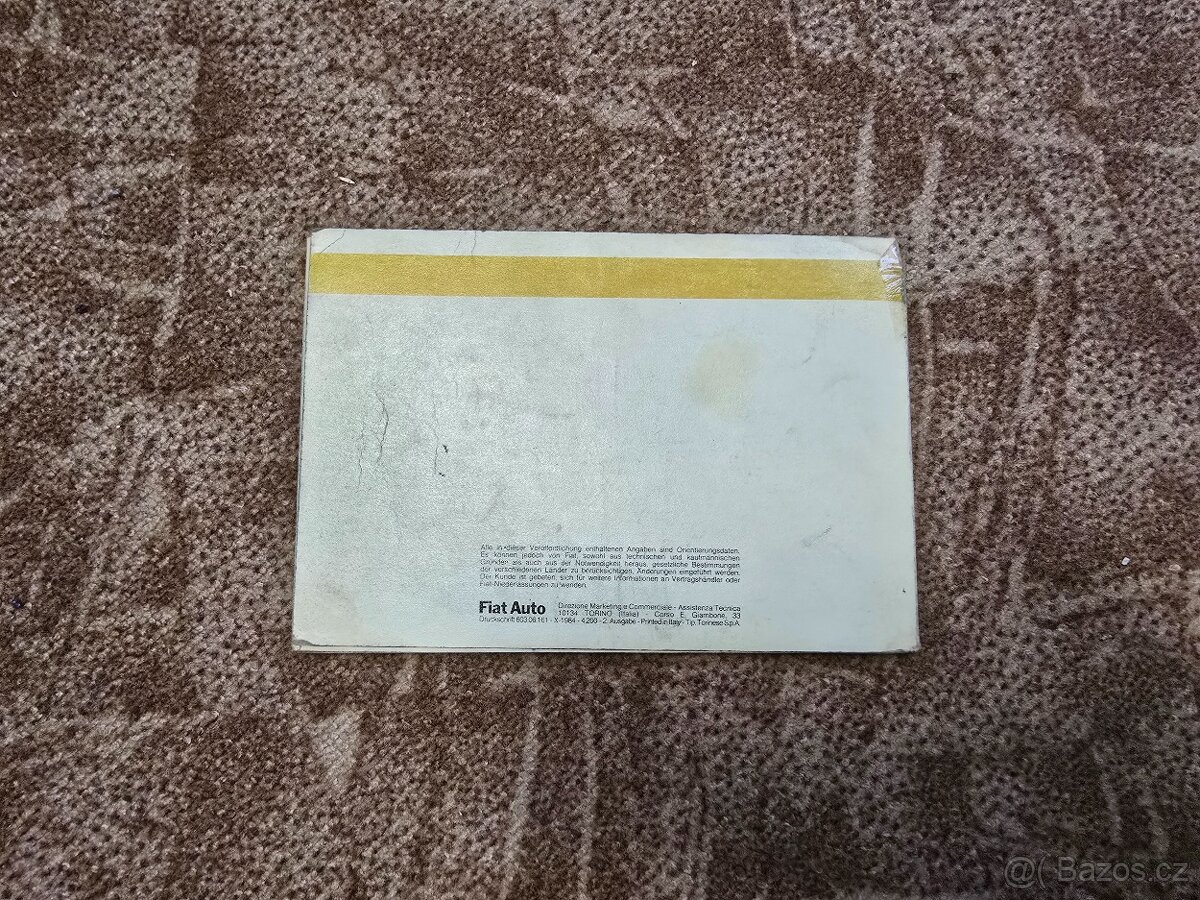 Alle in dieser Veröffentlichung enthaltenen Angaben sind Orientierungsdaten.
Es können jedoch von Fiat, sowohl aus technischen und kaufmännischen
Gründen als auch aus der Notwendigkeit heraus, gesetzliche Bestimmungen
der verschiedenen Länder zu berücksichtigen, Änderungen eingeführt werden.
Der Kunde ist gebeten, sich für weitere Informationen an Vertragshändler oder
Fiat-Niederlassungen zu wenden.
Fiat Auto Direzione Marketing e Commerciale - Assistenza Tecnica
10134 TORINO (Italia) - Corso E. Giambone, 33
Druckschrift 603.06.161 - X-1984 - 4.200 - 2. Ausgabe - Printed in Italy - Tip. Torinese S.p.A.
@( Bazos.cz